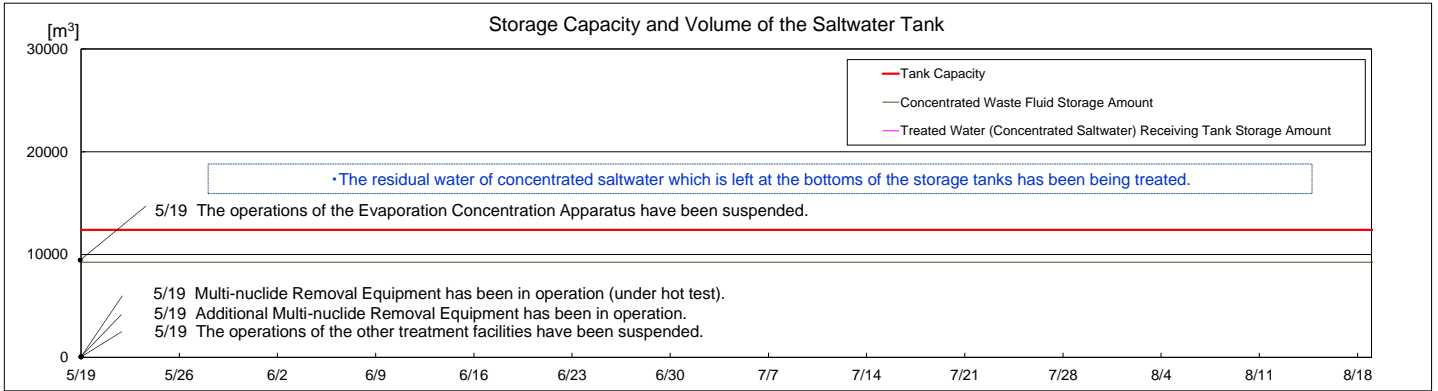 Storage Capacity and Volume of the Saltwater Tank
[m³]
30000
Tank Capacity
Concentrated Waste Fluid Storage Amount
Treated Water (Concentrated Saltwater) Receiving Tank Storage Amount
20000
・The residual water of concentrated saltwater which is left at the bottoms of the storage tanks has been being treated.
5/19 The operations of the Evaporation Concentration Apparatus have been suspended.
10000
5/19 Multi-nuclide Removal Equipment has been in operation (under hot test).
5/19 Additional Multi-nuclide Removal Equipment has been in operation.
5/19 The operations of the other treatment facilities have been suspended.
0
5/19 5/26 6/2 6/9 6/16 6/23 6/30 7/7 7/14 7/21 7/28 8/4 8/11 8/18